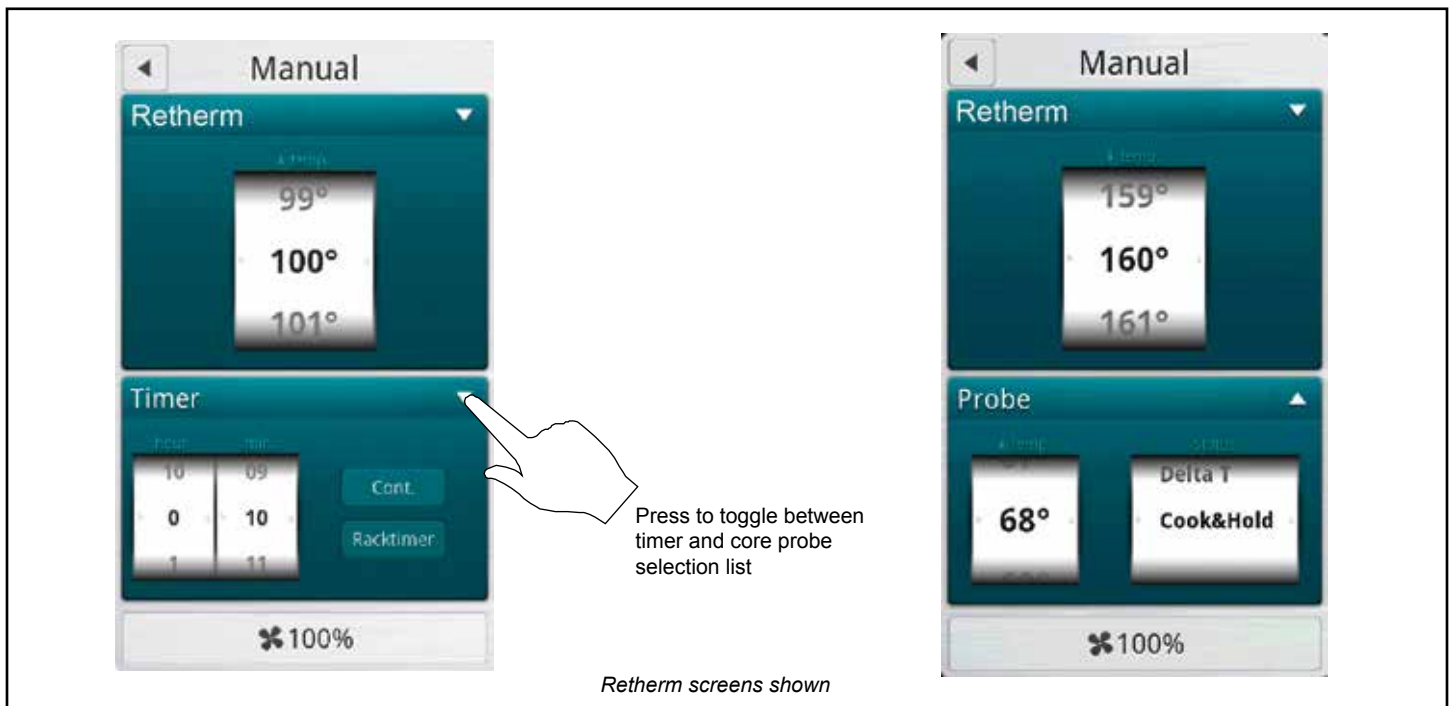 Manual
Retherm
99°
100°
101°
Timer
hour min
10 09
0 10
1 11
Cont.
Racktimer
100%
Press to toggle between
timer and core probe
selection list
Manual
Retherm
159°
160°
161°
Probe
Delta T
68°
Cook&Hold
100%
Retherm screens shown